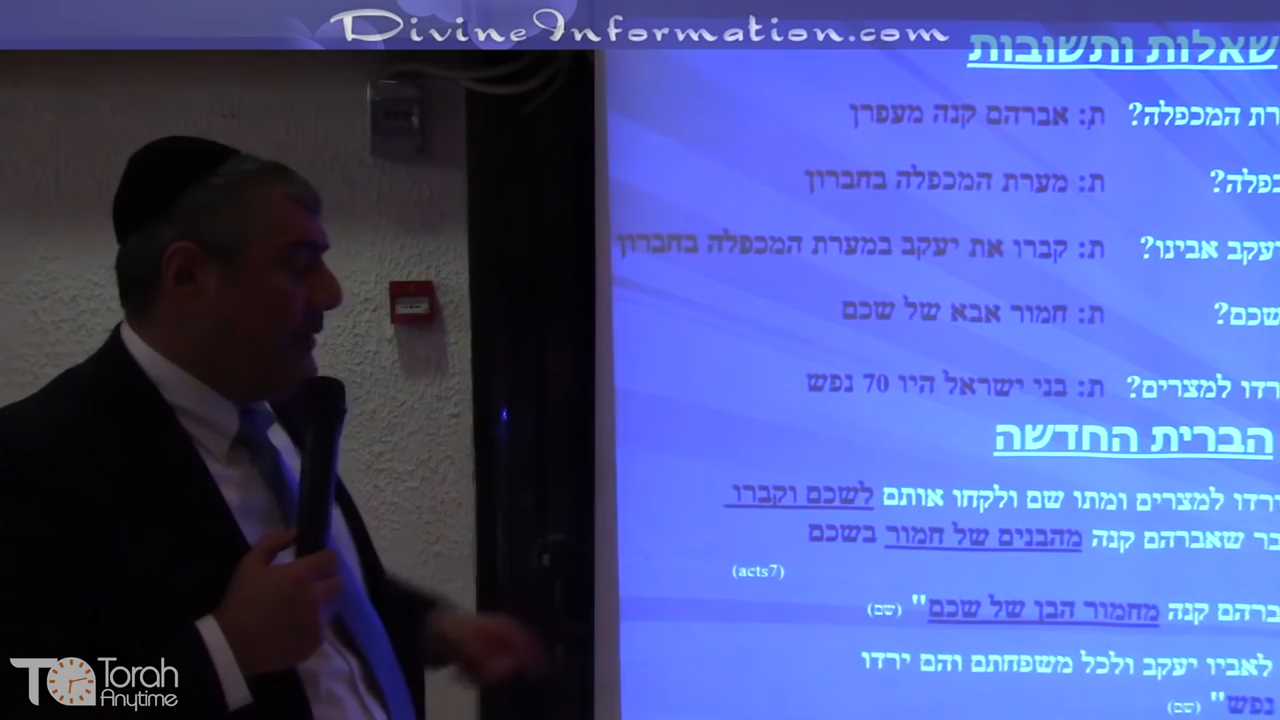 DivineInformation.com
שאלות ותשובות
רת המכפלה? ת: אברהם קנה מעפרן
כפלה? ת: מערת המכפלה בחברון
יעקב אבינו? ת: קברו את יעקב במערת המכפלה בחברון
שכם? ת: חמור אבא של שכם
רדו למצרים? ת: בני ישראל היו 70 נפש
הברית החדשה
ירדו למצרים ומתו שם ולקחו אותם לשכם וקברו
בר שאברהם קנה מהבנים של חמור בשכם
(acts7)
ברהם קנה מחמור הבן של שכם" (שם)
לאביו יעקב ולכל משפחתם והם ירדו
נפש" (שם)
Torah
Anytime